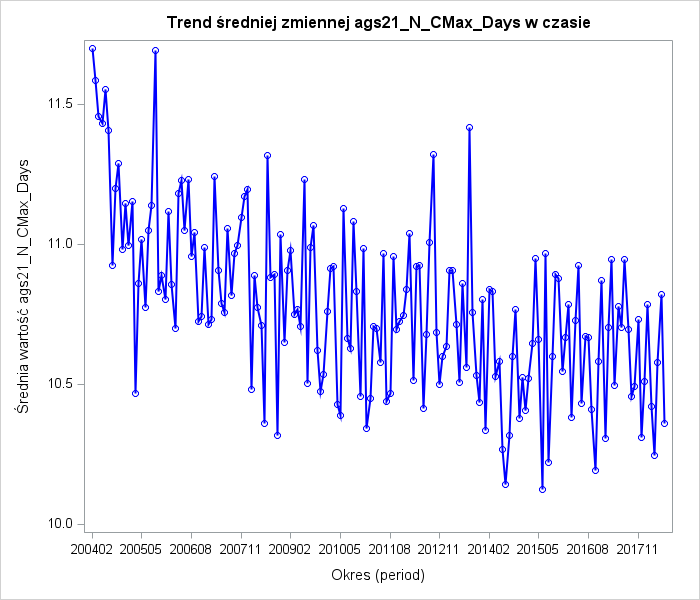 Trend średniej zmiennej ags21_N_CMax_Days w czasie
Średnia wartość ags21_N_CMax_Days
11.5
11.0
10.5
10.0
200402 200505 200608 200711 200902 201005 201108 201211 201402 201505 201608 201711
Okres (period)